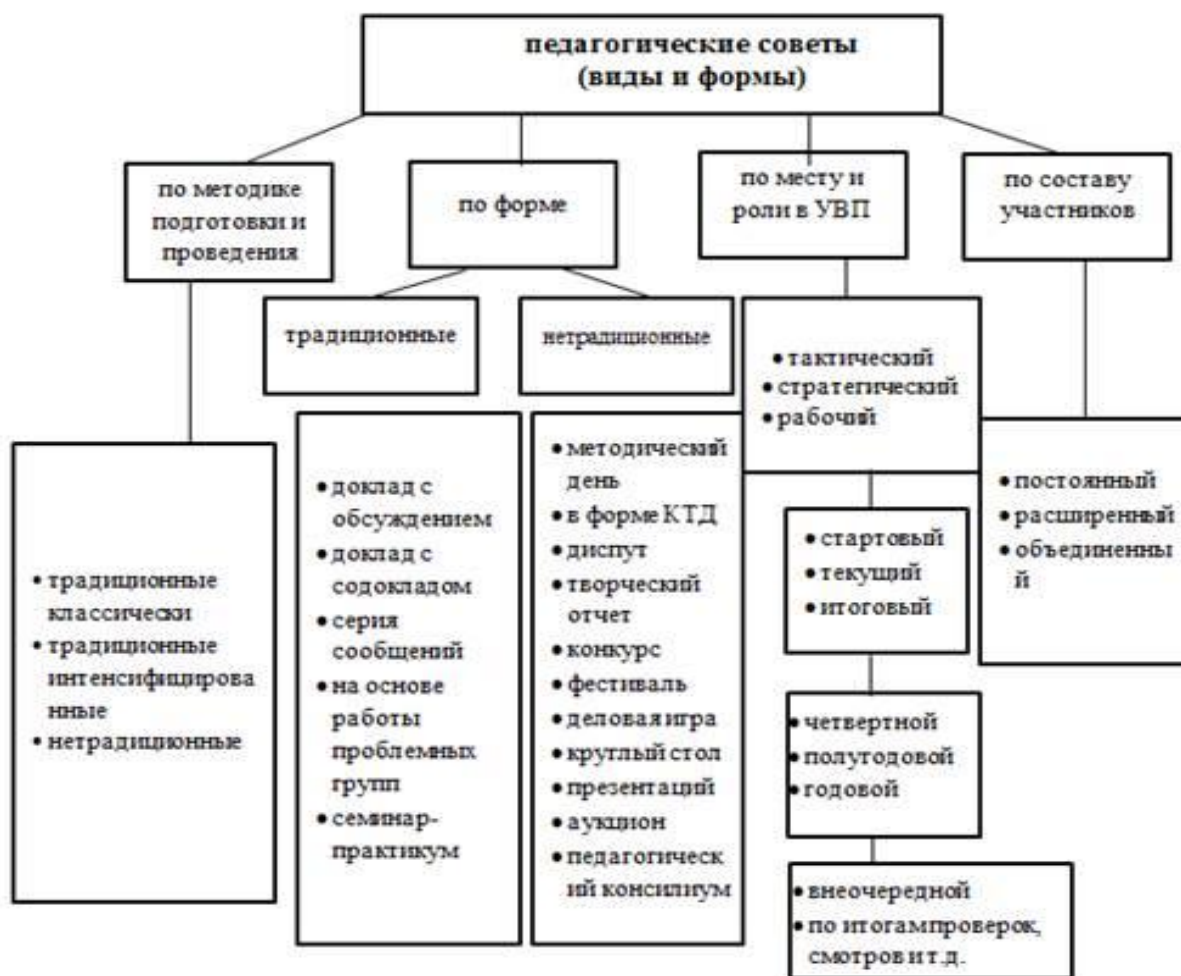 педагогические советы
(виды и формы)
по методике
подготовки и
проведения
по форме
по месту и
роли в УВП
по составу
участников
традиционные
нетрадиционные
• тактический
• стратегический
• рабочий
• традиционные
классически
• традиционные
интенсифицирова
нные
• нетрадиционные
• доклад с
обсуждением
• доклад с
содокладом
• серия
сообщений
• на основе
работы
проблемных
групп
• семинар-
практикум
• методический
день
• в форме КТД
• диспут
• творческий
отчет
• конкурс
• фестиваль
• деловая игра
• круглый стол
• презентаций
• аукцион
• педагогическ
ий консилиум
• стартовый
• текущий
• итоговый
• четвертной
• полугодовой
• годовой
• внеочередной
• по итогам проверок,
смотров и т.д.
• постоянный
• расширенный
• объединенны
й